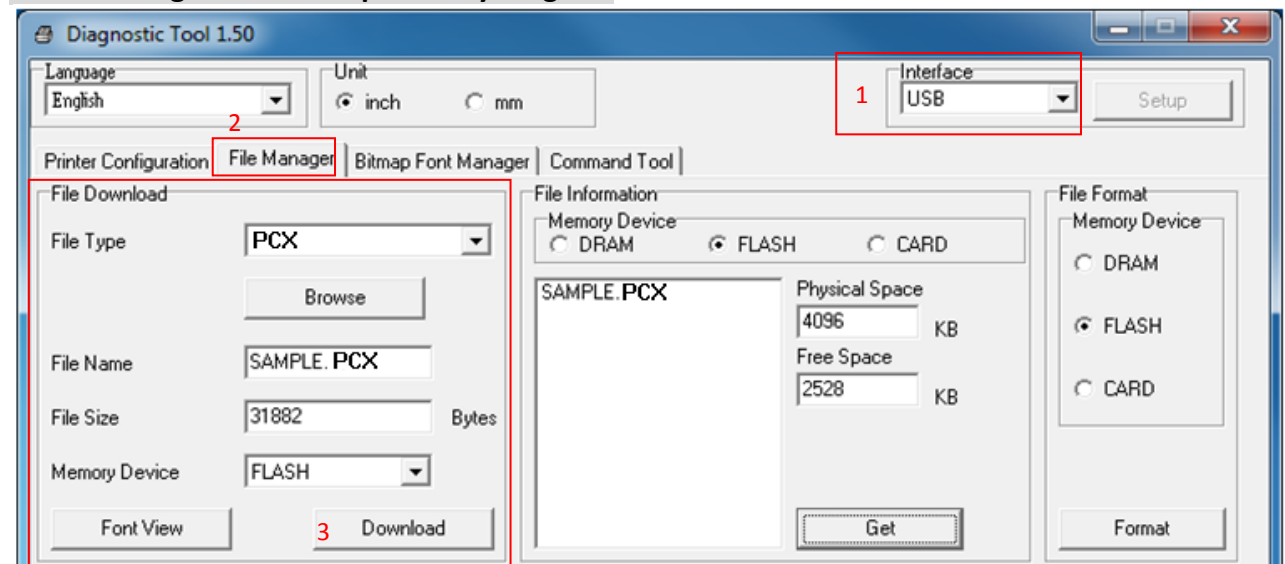 Diagnostic Tool 1.50
Language
English
Unit
inch
mm
1
Interface
USB
Setup
2
Printer Configuration
File Manager
Bitmap Font Manager
Command Tool
File Download
File Type
PCX
Browse
File Name
SAMPLE.PCX
File Size
31882
Bytes
Memory Device
FLASH
Font View
3
Download
File Information
Memory Device
DRAM
FLASH
CARD
SAMPLE.PCX
Physical Space
4096
KB
Free Space
2528
KB
Get
File Format
Memory Device
DRAM
FLASH
CARD
Format